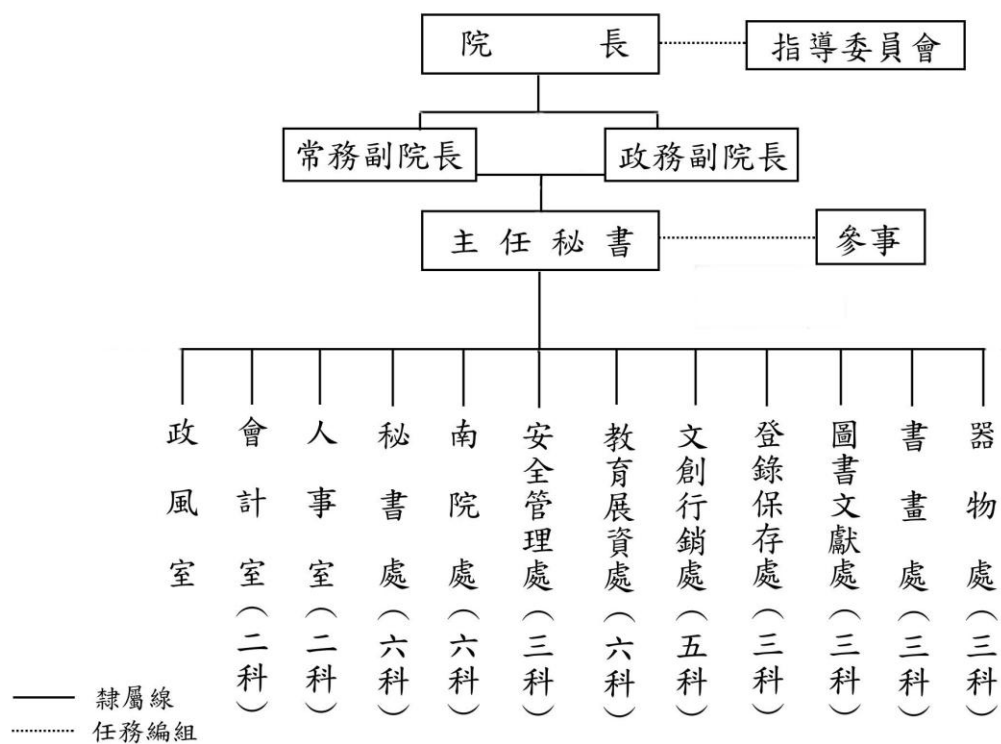 院長
指導委員會
常務副院長
政務副院長
主任秘書
參事
政風室
會計室(二科)
人事室(二科)
秘書處(六科)
南院處(六科)
安全管理處(三科)
教育展資處(六科)
文創行銷處(五科)
登錄保存處(三科)
圖書文獻處(三科)
書畫處(三科)
器物處(三科)
隸屬線
任務編組